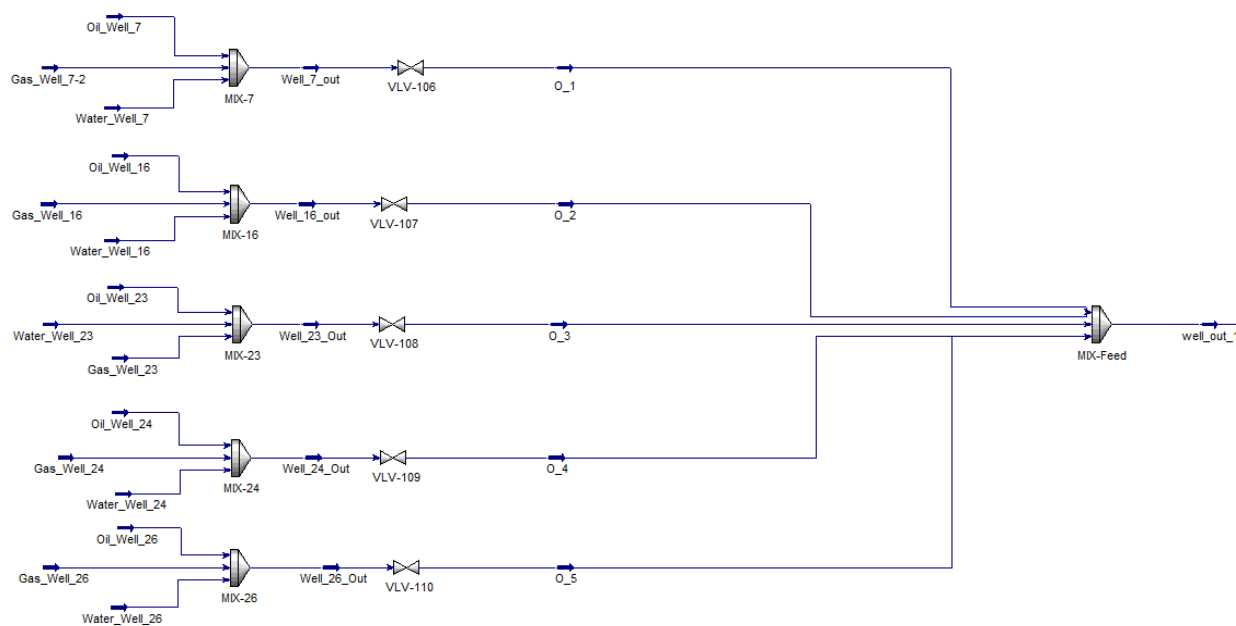 Oil_Well_7
Gas_Well_7-2
Water_Well_7
MIX-7
Well_7_out
VLV-106
O_1
Oil_Well_16
Gas_Well_16
Water_Well_16
MIX-16
Well_16_out
VLV-107
O_2
Oil_Well_23
Water_Well_23
Gas_Well_23
MIX-23
Well_23_Out
VLV-108
O_3
MIX-Feed
well_out_1
Oil_Well_24
Gas_Well_24
Water_Well_24
MIX-24
Well_24_Out
VLV-109
O_4
Oil_Well_26
Gas_Well_26
Water_Well_26
MIX-26
Well_26_Out
VLV-110
O_5